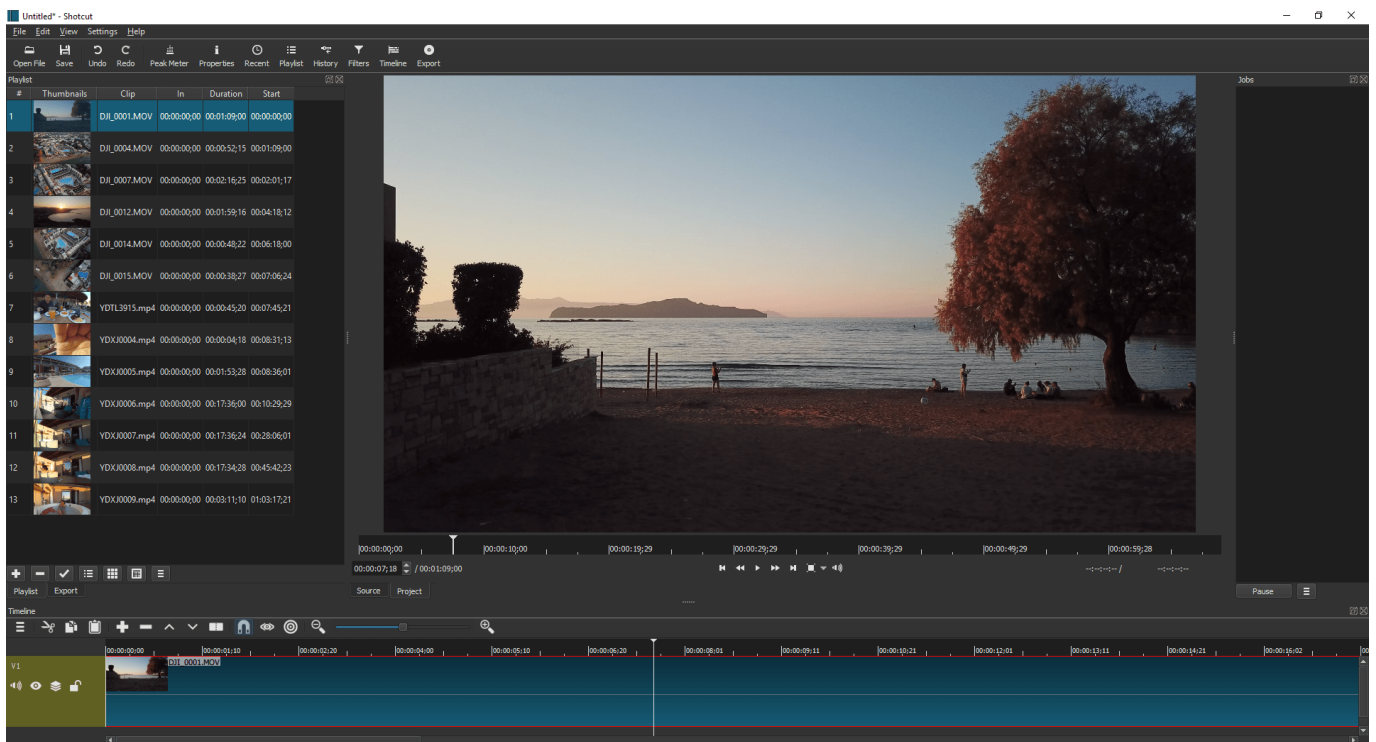 Untitled* - Shotcut
File Edit View Settings Help
Open File Save Undo Redo Peak Meter Properties Recent Playlist History Filters Timeline Export
Playlist
Jobs
# Thumbnails Clip In Duration Start
1 DJI_0001.MOV 00:00:00;00 00:01:09;00 00:00:00;00
2 DJI_0004.MOV 00:00:00;00 00:00:52;15 00:01:09;00
3 DJI_0007.MOV 00:00:00;00 00:02:16;25 00:02:01;17
4 DJI_0012.MOV 00:00:00;00 00:01:59;16 00:04:18;12
5 DJI_0014.MOV 00:00:00;00 00:00:48;22 00:06:18;00
6 DJI_0015.MOV 00:00:00;00 00:00:38;27 00:07:06;24
7 YDTL3915.mp4 00:00:00;00 00:00:45;20 00:07:45;21
8 YDXJ0004.mp4 00:00:00;00 00:00:04;18 00:08:31;13
9 YDXJ0005.mp4 00:00:00;00 00:01:53;28 00:08:36;01
10 YDXJ0006.mp4 00:00:00;00 00:17:36;00 00:10:29;29
11 YDXJ0007.mp4 00:00:00;00 00:17:36;24 00:28:06;01
12 YDXJ0008.mp4 00:00:00;00 00:17:34;28 00:45:42;23
13 YDXJ0009.mp4 00:00:00;00 00:03:11;10 01:03:17;21
00:00:00;00 00:00:10;00 00:00:19;29 00:00:29;29 00:00:39;29 00:00:49;29 00:00:59;28
00:00:07;18 / 00:01:09;00 --:--:--:-- / --:--:--:--
Playlist Export
Source Project
Pause
Timeline
00:00:00;00 00:00:01;10 00:00:02;20 00:00:04;00 00:00:05;10 00:00:06;20 00:00:08;01 00:00:09;11 00:00:10;21 00:00:12;01 00:00:13;11 00:00:14;21 00:00:16;02
V1
DJI_0001.MOV